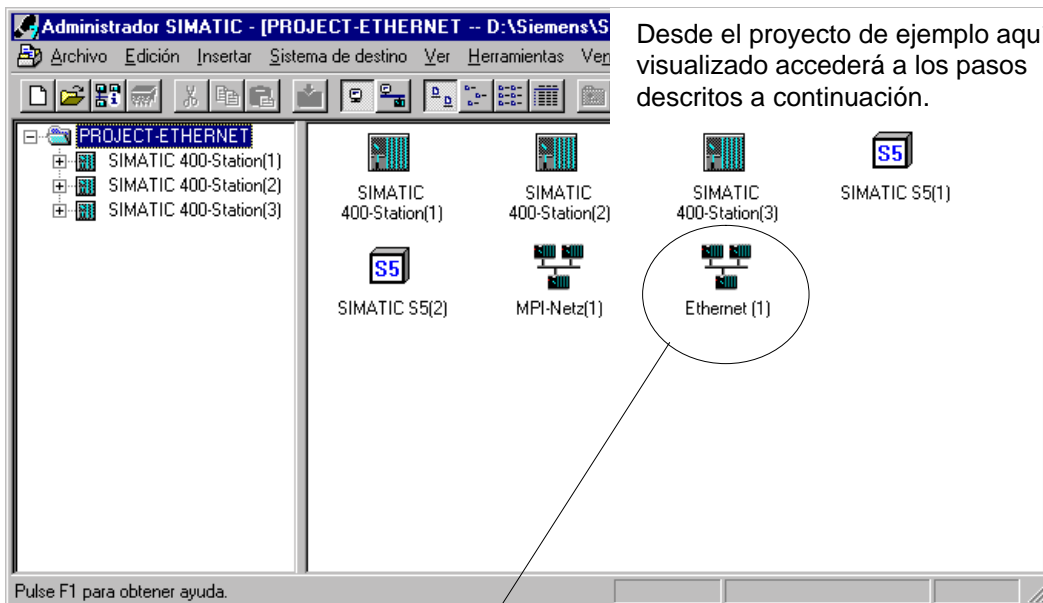 Administrador SIMATIC - [PROJECT-ETHERNET -- D:\Siemens\S
Desde el proyecto de ejemplo aquí
visualizado accederá a los pasos
descritos a continuación.
Archivo Edición Insertar Sistema de destino Ver Herramientas Ven
PROJECT-ETHERNET
SIMATIC 400-Station(1)
SIMATIC 400-Station(2)
SIMATIC 400-Station(3)
SIMATIC
400-Station(1)
SIMATIC
400-Station(2)
SIMATIC
400-Station(3)
S5
SIMATIC S5(1)
S5
SIMATIC S5(2)
MPI-Netz(1)
Ethernet (1)
Pulse F1 para obtener ayuda.